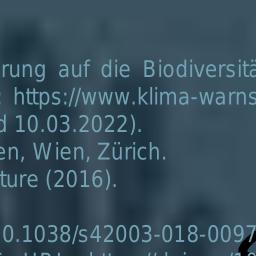 rung auf die Biodiversitä
: https://www.klima-warns
d 10.03.2022).
en, Wien, Zürich.
ture (2016).
0.1038/s42003-018-0097